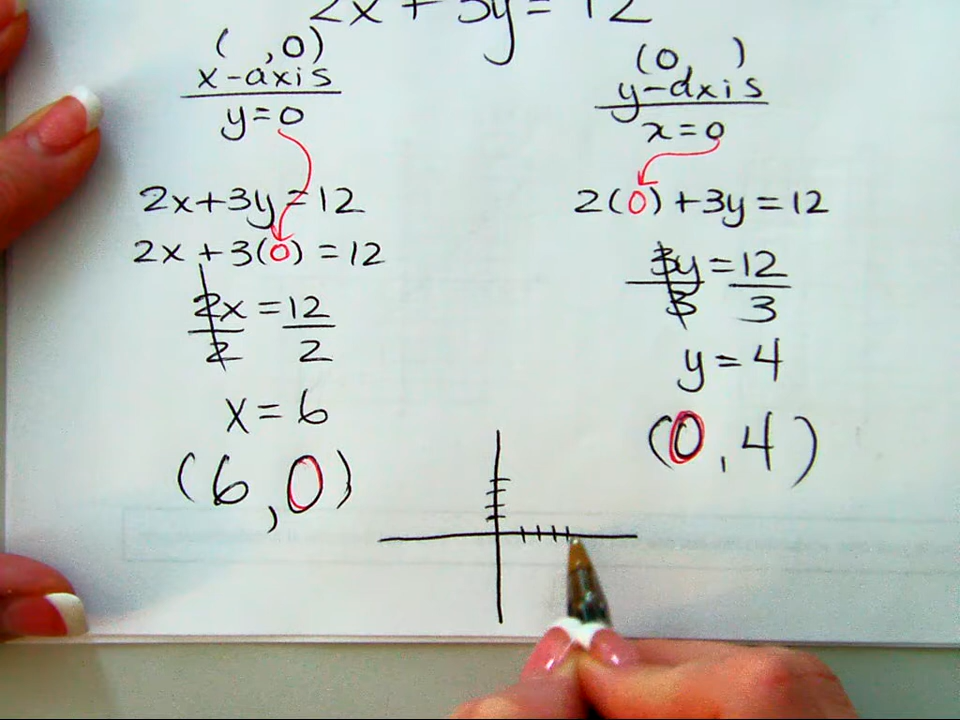 2x + 3y = 12
( , 0)
x-axis
y=0
2x+3y=12
2x+3(0) = 12
2x = 12
2 2
x = 6
(6, 0)
(0, )
y-axis
x=0
2(0)+3y=12
3y = 12
3 3
y = 4
(0, 4)